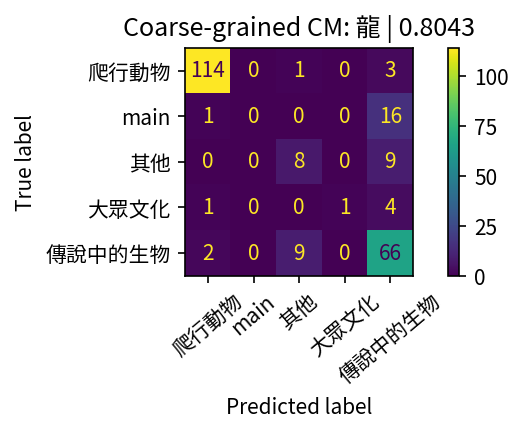 Coarse-grained CM: 龍 | 0.8043
True label
爬行動物 114 0 1 0 3
main 1 0 0 0 16
其他 0 0 8 0 9
大眾文化 1 0 0 1 4
傳說中的生物 2 0 9 0 66
爬行動物 main 其他 大眾文化 傳說中的生物
Predicted label
100
75
50
25
0